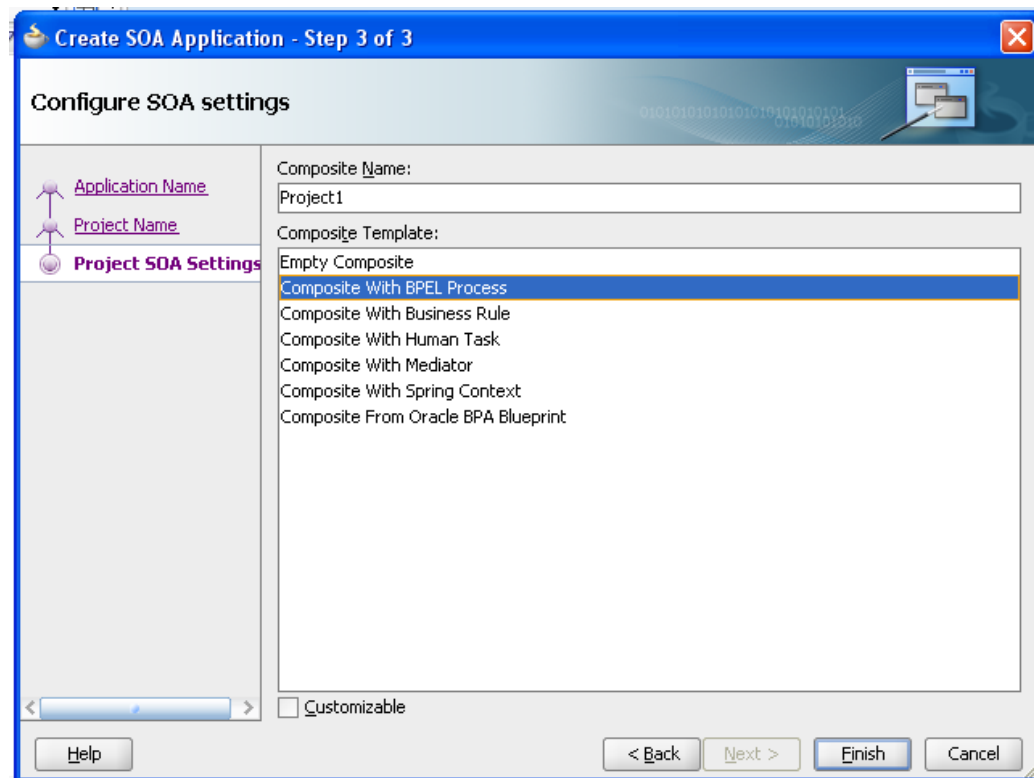 Create SOA Application - Step 3 of 3
Configure SOA settings
Application Name
Project Name
Project SOA Settings
Composite Name:
Project1
Composite Template:
Empty Composite
Composite With BPEL Process
Composite With Business Rule
Composite With Human Task
Composite With Mediator
Composite With Spring Context
Composite From Oracle BPA Blueprint
Customizable
Help
< Back
Next >
Finish
Cancel